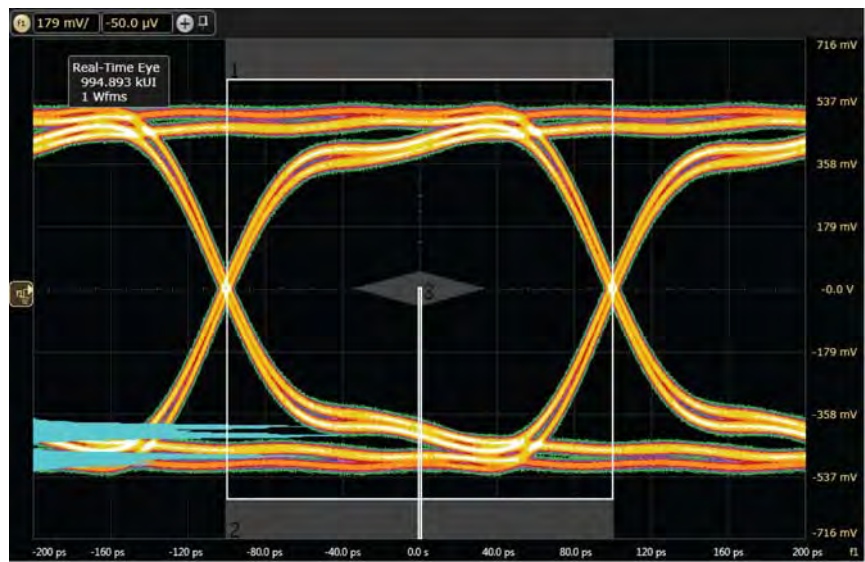 f1 179 mV/ -50.0 µV
716 mV
1
Real-Time Eye
994.893 kUI
1 Wfms
537 mV
358 mV
179 mV
3
-0.0 V
-179 mV
-358 mV
-537 mV
2
-716 mV
-200 ps -160 ps -120 ps -80.0 ps -40.0 ps 0.0 s 40.0 ps 80.0 ps 120 ps 160 ps 200 ps f1